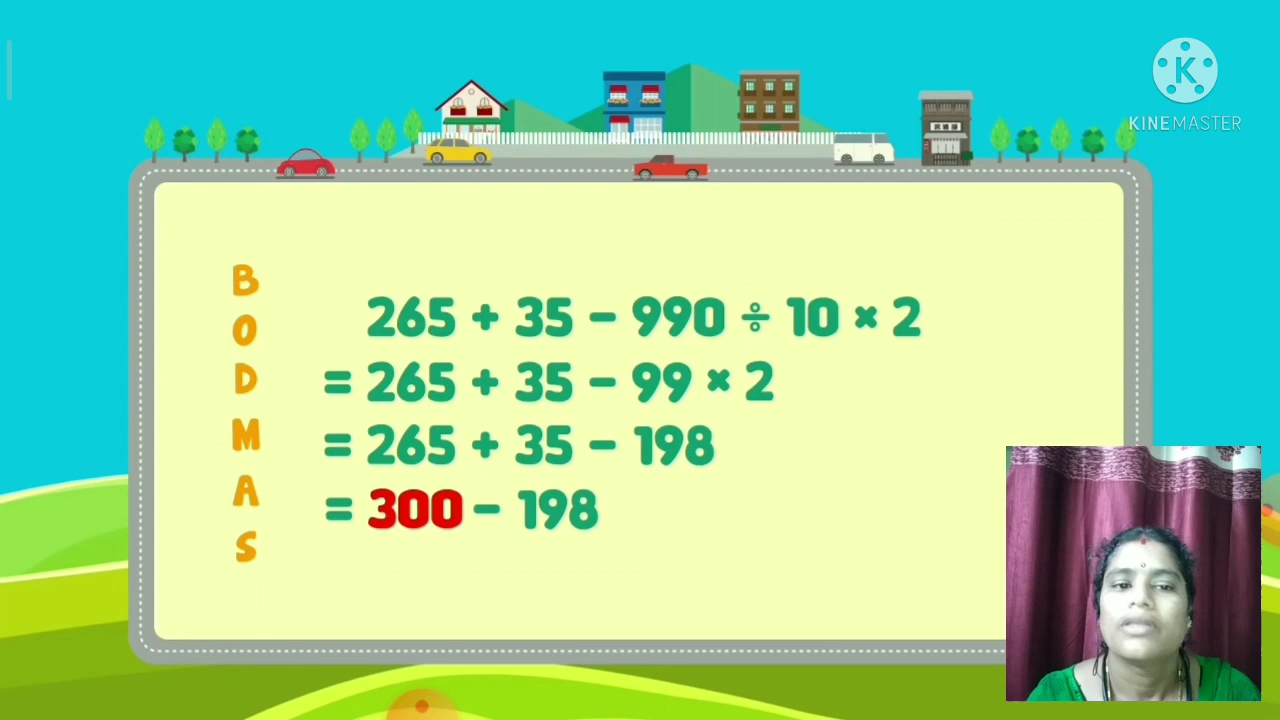 K
KINEMASTER
B
O
D
M
A
S
265 + 35 − 990 ÷ 10 × 2
= 265 + 35 − 99 × 2
= 265 + 35 − 198
= 300 − 198